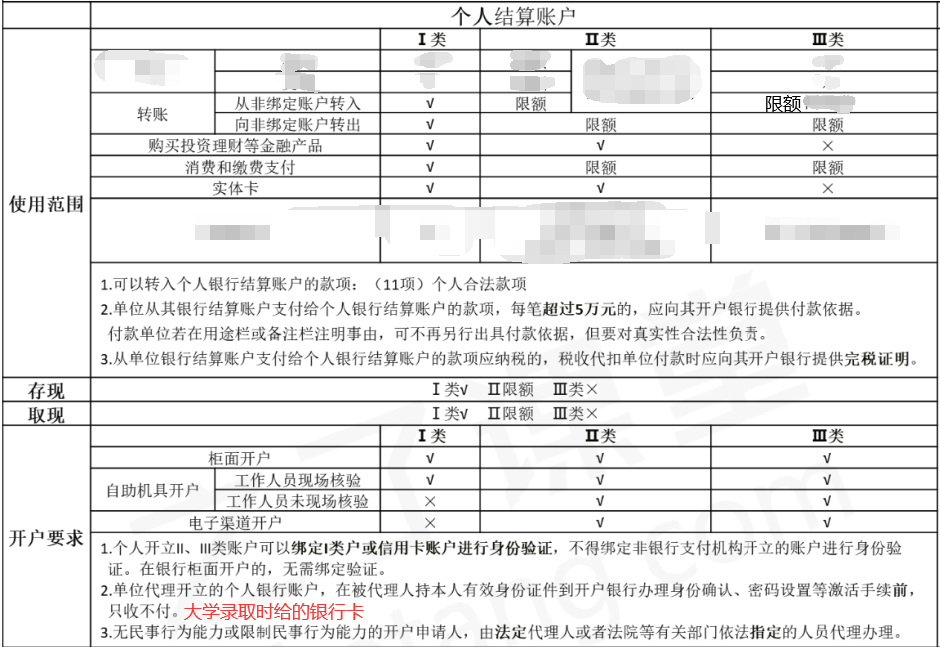 个人结算账户
Ⅰ类 Ⅱ类 Ⅲ类
使用范围
转账
从非绑定账户转入 √ 限额 限额
向非绑定账户转出 √ 限额 限额
购买投资理财等金融产品 √ √ ×
消费和缴费支付 √ 限额 限额
实体卡 √ √ ×
1.可以转入个人银行结算账户的款项：（11项）个人合法款项
2.单位从其银行结算账户支付给个人银行结算账户的款项，每笔超过5万元的，应向其开户银行提供付款依据。
付款单位若在用途栏或备注栏注明事由，可不再另行出具付款依据，但要对真实性合法性负责。
3.从单位银行结算账户支付给个人银行结算账户的款项应纳税的，税收代扣单位付款时应向其开户银行提供完税证明。
存现 Ⅰ类√ Ⅱ限额 Ⅲ类×
取现 Ⅰ类√ Ⅱ限额 Ⅲ类×
开户要求
Ⅰ类 Ⅱ类 Ⅲ类
柜面开户 √ √ √
自助机具开户
工作人员现场核验 √ √ √
工作人员未现场核验 × √ √
电子渠道开户 × √ √
1.个人开立II、III类账户可以绑定I类户或信用卡账户进行身份验证，不得绑定非银行支付机构开立的账户进行身份验
证。在银行柜面开户的，无需绑定验证。
2.单位代理开立的个人银行账户，在被代理人持本人有效身份证件到开户银行办理身份确认、密码设置等激活手续前，
只收不付。大学录取时给的银行卡
3.无民事行为能力或限制民事行为能力的开户申请人，由法定代理人或者法院等有关部门依法指定的人员代理办理。